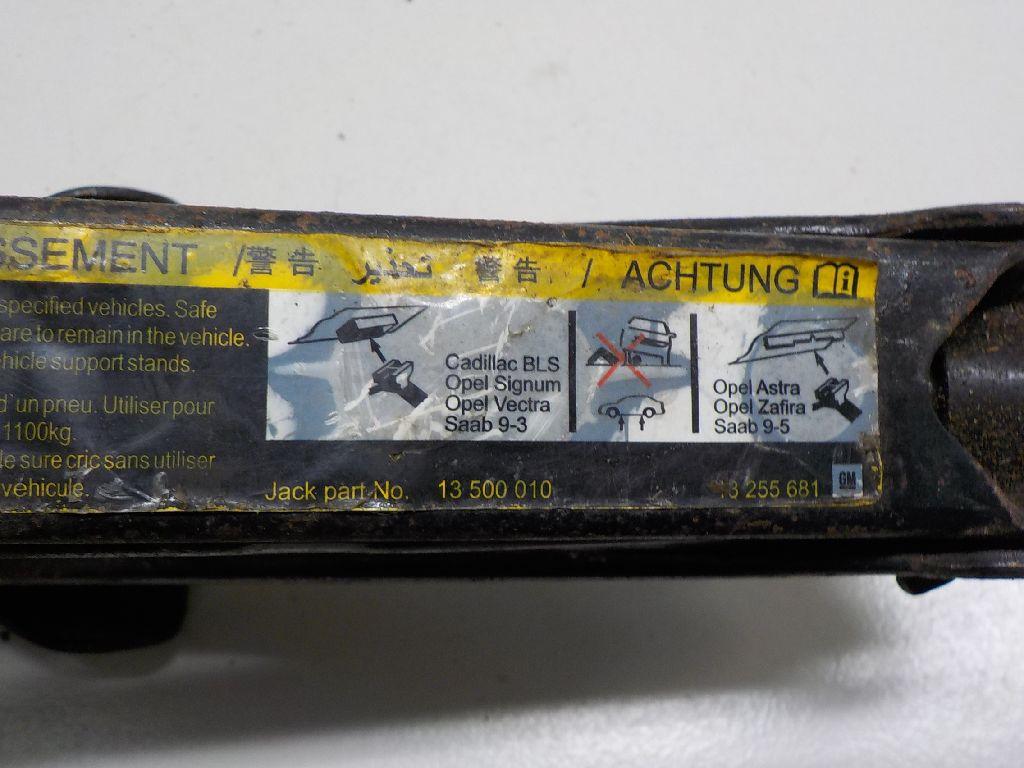 SSEMENT / 警告 تحذير 警告 / ACHTUNG
specified vehicles. Safe
are to remain in the vehicle.
hicle support stands.
d`un pneu. Utiliser pour
1100kg.
le sure cric sans utiliser
vehicule.
Cadillac BLS
Opel Signum
Opel Vectra
Saab 9-3
Opel Astra
Opel Zafira
Saab 9-5
Jack part No. 13 500 010 13 255 681
GM